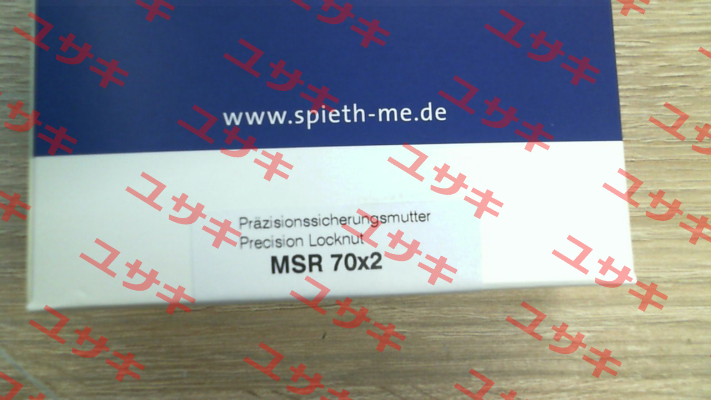 www.spieth-me.de
Präzisionssicherungsmutter
Precision Locknut
MSR 70x2
ユサキ